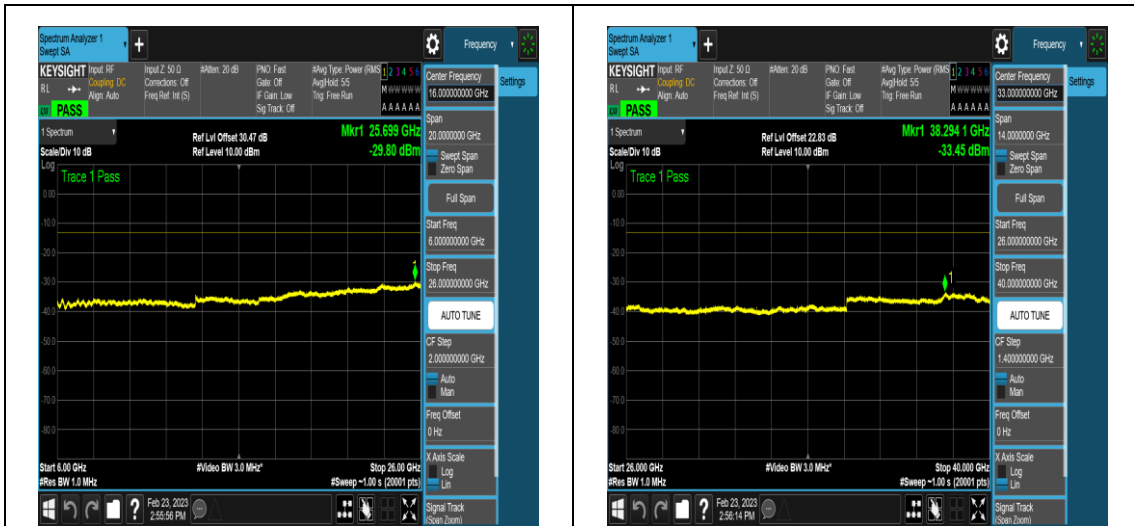 Spectrum Analyzer 1
Swept SA
Frequency
KEYSIGHT
Input: RF
Coupling: DC
Align: Auto
Input Z: 50 Ω
Corrections: Off
Freq Ref: Int (S)
#Atten: 20 dB
PNO: Fast
Gate: Off
IF Gain: Low
Sig Track: Off
#Avg Type: Power (RMS
Avg|Hold: 5/5
Trig: Free Run
1 2 3 4 5 6
M W W W W W
A A A A A A
RL
PASS
Center Frequency
16.000000000 GHz
Settings
1 Spectrum
Scale/Div 10 dB
Ref Lvl Offset 30.47 dB
Ref Level 10.00 dBm
Mkr1 25.699 GHz
-29.80 dBm
Log
Trace 1 Pass
0.00
-10.0
-20.0
-30.0
-40.0
-50.0
-60.0
-70.0
-80.0
1
Span
20.0000000 GHz
Swept Span
Zero Span
Full Span
Start Freq
6.000000000 GHz
Stop Freq
26.000000000 GHz
AUTO TUNE
CF Step
2.000000000 GHz
Auto
Man
Freq Offset
0 Hz
X Axis Scale
Log
Lin
Signal Track
(Span Zoom)
Start 6.00 GHz
#Res BW 1.0 MHz
#Video BW 3.0 MHz*
Stop 26.00 GHz
#Sweep ~1.00 s (20001 pts)
?
Feb 23, 2023
2:55:56 PM
Spectrum Analyzer 1
Swept SA
Frequency
KEYSIGHT
Input: RF
Coupling: DC
Align: Auto
Input Z: 50 Ω
Corrections: Off
Freq Ref: Int (S)
#Atten: 20 dB
PNO: Fast
Gate: Off
IF Gain: Low
Sig Track: Off
#Avg Type: Power (RMS
Avg|Hold: 5/5
Trig: Free Run
1 2 3 4 5 6
M W W W W W
A A A A A A
RL
PASS
Center Frequency
33.000000000 GHz
Settings
1 Spectrum
Scale/Div 10 dB
Ref Lvl Offset 22.83 dB
Ref Level 10.00 dBm
Mkr1 38.294 1 GHz
-33.45 dBm
Log
Trace 1 Pass
0.00
-10.0
-20.0
-30.0
-40.0
-50.0
-60.0
-70.0
-80.0
1
Span
14.0000000 GHz
Swept Span
Zero Span
Full Span
Start Freq
26.000000000 GHz
Stop Freq
40.000000000 GHz
AUTO TUNE
CF Step
1.400000000 GHz
Auto
Man
Freq Offset
0 Hz
X Axis Scale
Log
Lin
Signal Track
(Span Zoom)
Start 26.000 GHz
#Res BW 1.0 MHz
#Video BW 3.0 MHz*
Stop 40.000 GHz
#Sweep ~1.00 s (20001 pts)
?
Feb 23, 2023
2:56:14 PM